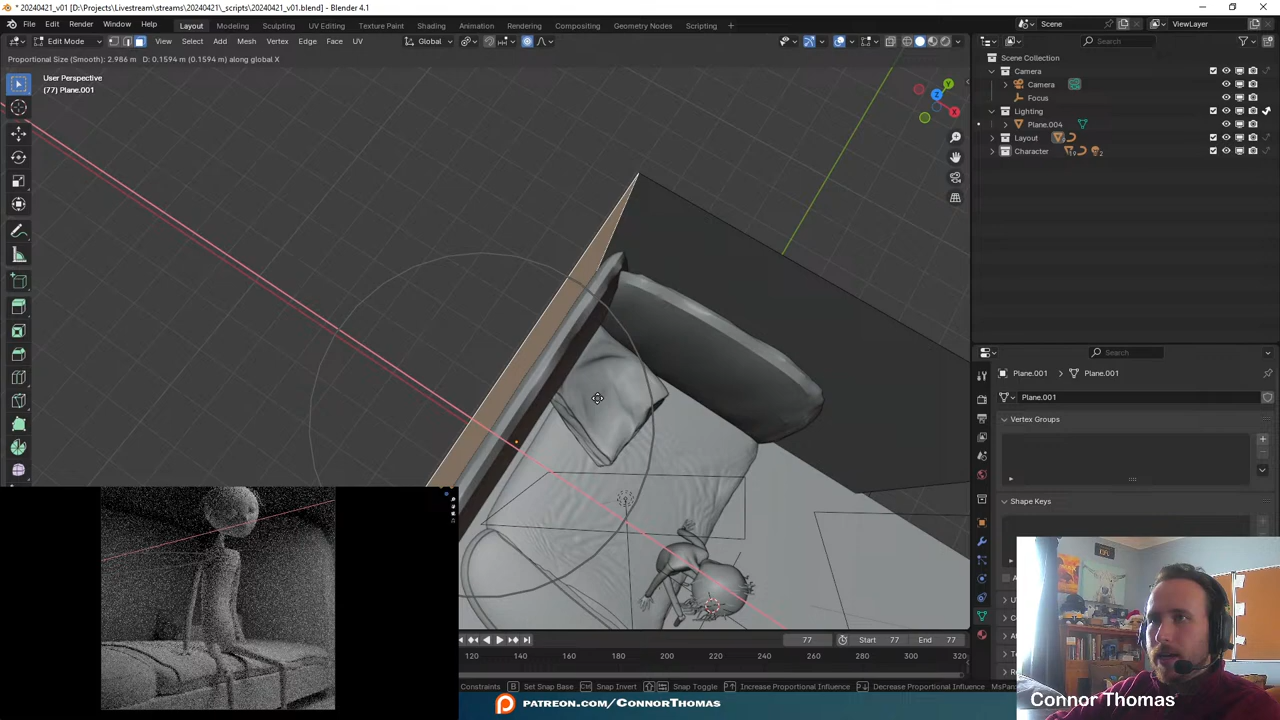 * 20240421_v01 [D:\Projects\Livestream\streams\20240421\_scripts\20240421_v01.blend] - Blender 4.1
File Edit Render Window Help Layout Modeling Sculpting UV Editing Texture Paint Shading Animation Rendering Compositing Geometry Nodes Scripting + Scene ViewLayer
Edit Mode View Select Add Mesh Vertex Edge Face UV Global Search
Proportional Size (Smooth): 2.986 m D: 0.1594 m (0.1594 m) along global X
User Perspective
(77) Plane.001
Scene Collection
Camera
Camera
Focus
Lighting
Plane.004
Layout
Character
Search
Plane.001 > Plane.001
Plane.001
Vertex Groups
Shape Keys
77 Start 77 End 77
120 140 160 180 200 220 240 260 280 300 320
Constraints B Set Snap Base Ctrl Snap Invert Snap Toggle Increase Proportional Influence Decrease Proportional Influence
PATREON.COM/CONNORTHOMAS
Connor Thomas